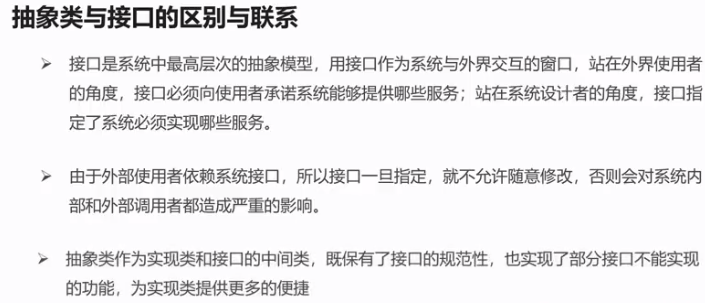 抽象类与接口的区别与联系
➢ 接口是系统中最高层次的抽象模型，用接口作为系统与外界交互的窗口，站在外界使用者
的角度，接口必须向使用者承诺系统能够提供哪些服务；站在系统设计者的角度，接口指
定了系统必须实现哪些服务。
➢ 由于外部使用者依赖系统接口，所以接口一旦指定，就不允许随意修改，否则会对系统内
部和外部调用者都造成严重的影响。
➢ 抽象类作为实现类和接口的中间类，既保有了接口的规范性，也实现了部分接口不能实现
的功能，为实现类提供更多的便捷